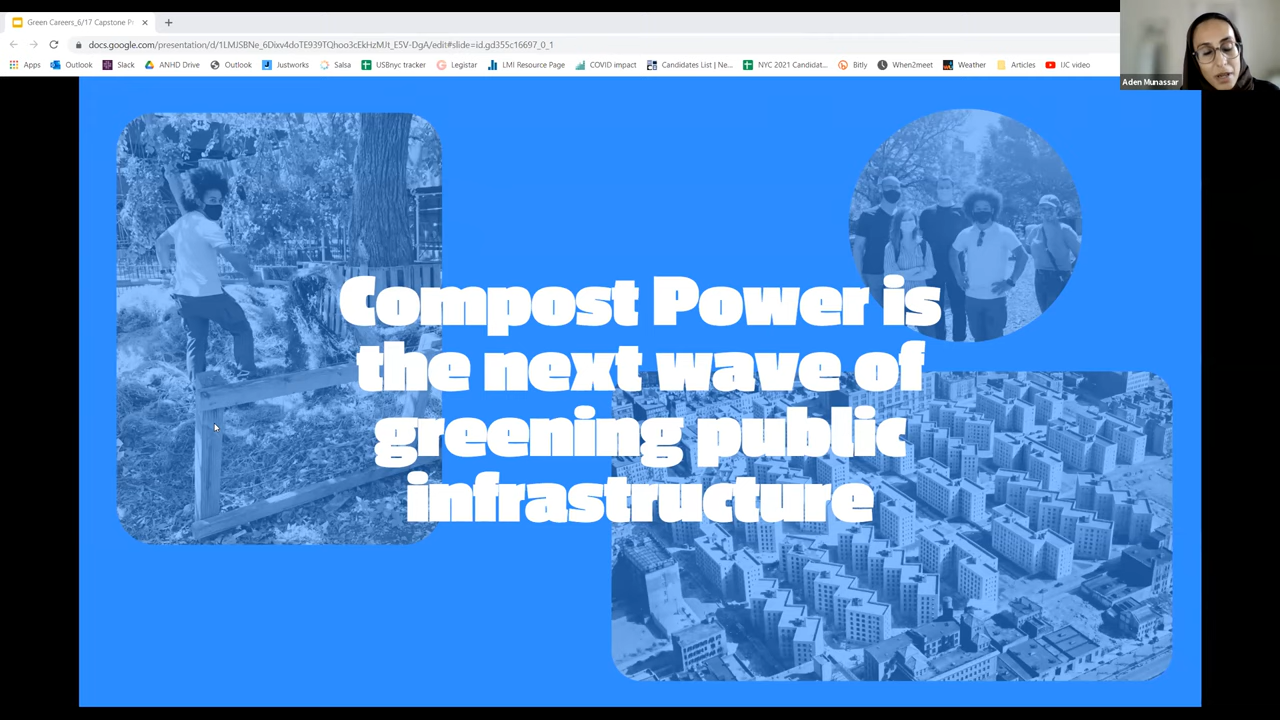 Green Careers_6/17 Capstone Pr
docs.google.com/presentation/d/1LMJSBNe_6Dixv4doTE939TQhoo3cEkHzMJt_E5V-DgA/edit#slide=id.gd355c16697_0_1
Apps Outlook Slack ANHD Drive Outlook Justworks Salsa USBnyc tracker Legistar LMI Resource Page COVID impact Candidates List | Ne... NYC 2021 Candidat... Bitly When2meet Weather Articles IJC video
Aden Munassar
Compost Power is
the next wave of
greening public
infrastructure